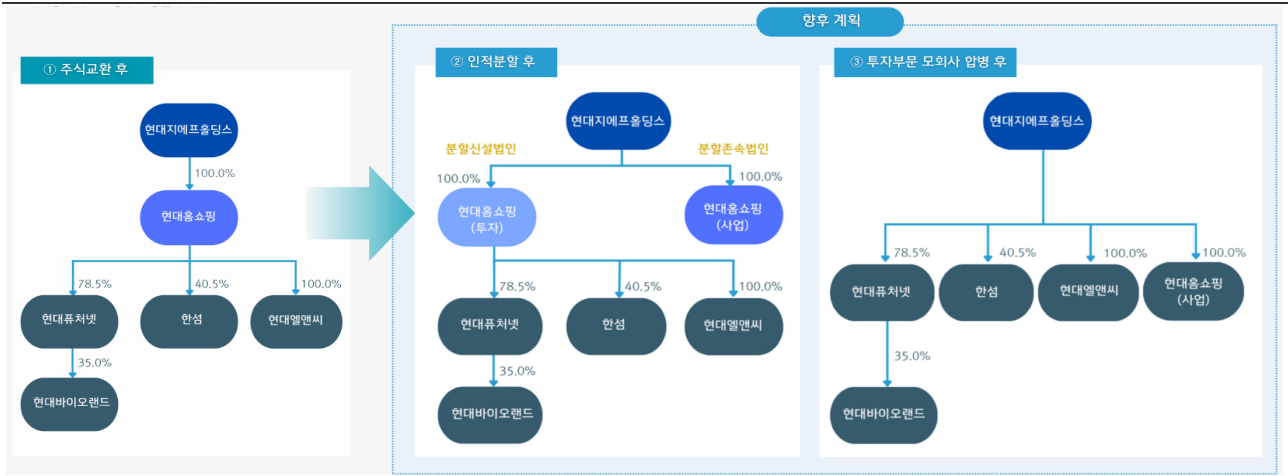 향후 계획
① 주식교환 후
현대지에프홀딩스
100.0%
현대홈쇼핑
78.5%
40.5%
100.0%
현대퓨처넷
한섬
현대엘앤씨
35.0%
현대바이오랜드
② 인적분할 후
현대지에프홀딩스
분할신설법인
분할존속법인
100.0%
100.0%
현대홈쇼핑
(투자)
현대홈쇼핑
(사업)
78.5%
40.5%
100.0%
현대퓨처넷
한섬
현대엘앤씨
35.0%
현대바이오랜드
③ 투자부문 모회사 합병 후
현대지에프홀딩스
78.5%
40.5%
100.0%
100.0%
현대퓨처넷
한섬
현대엘앤씨
현대홈쇼핑
(사업)
35.0%
현대바이오랜드